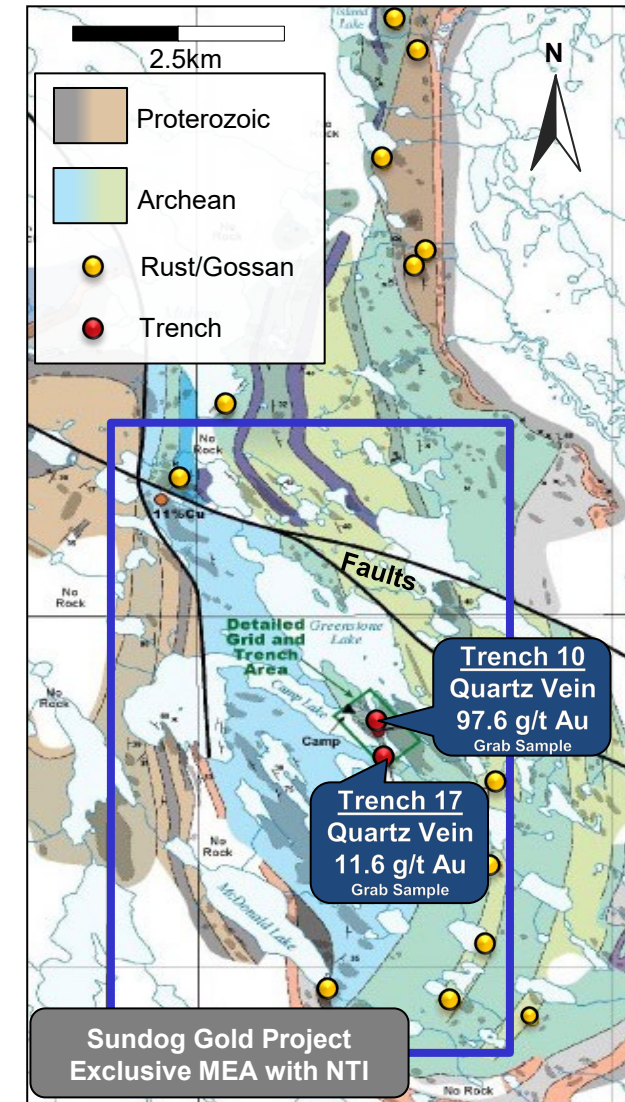 Island
Lake
2.5km
N
Proterozoic
Archean
Rust/Gossan
Trench
No
Rock
No
Rock
11%Cu
Faults
No
Rock
Detailed
Grid and
Trench
Area
Greenstone
Lake
Camp Lake
Camp
Trench 10
Quartz Vein
97.6 g/t Au
Grab Sample
No
Rock
Trench 17
Quartz Vein
11.6 g/t Au
Grab Sample
No
Rock
McDonald Lake
Sundog Gold Project
Exclusive MEA with NTI
No Rock